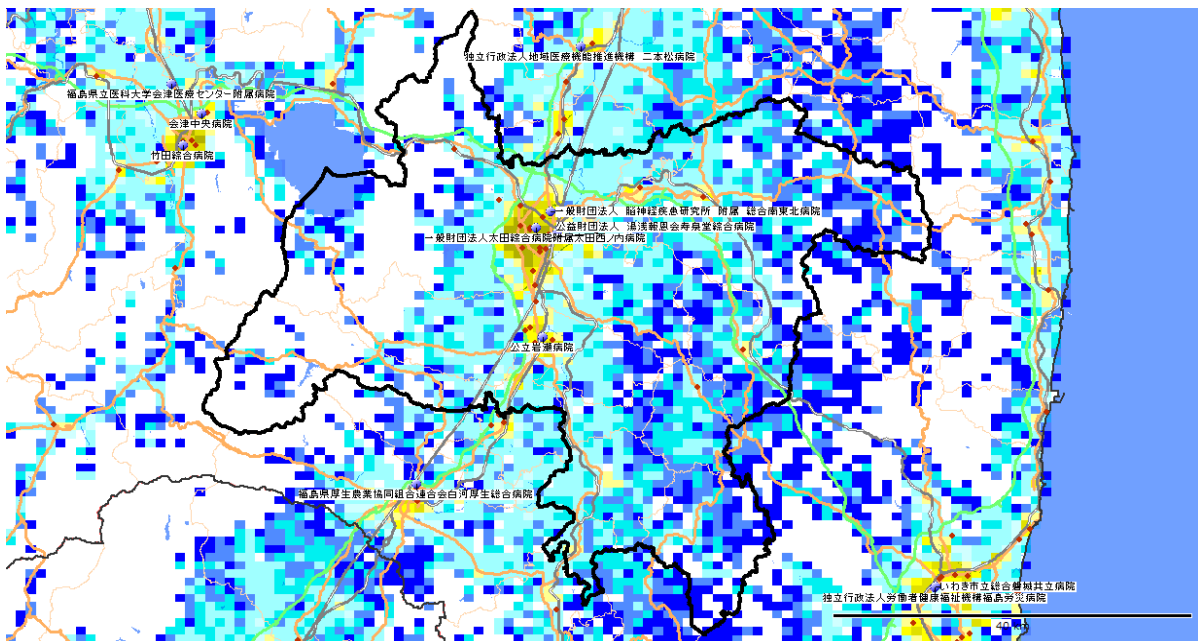 独立行政法人地域医療機能推進機構 二本松病院
福島県立医科大学会津医療センター附属病院
会津中央病院
竹田綜合病院
一般財団法人 脳神経疾患研究所 附属 総合南東北病院
公益財団法人 湯浅報恩会寿泉堂綜合病院
一般財団法人太田綜合病院附属太田西ノ内病院
公立岩瀬病院
福島県厚生農業協同組合連合会白河厚生総合病院
いわき市立総合磐城共立病院
独立行政法人労働者健康福祉機構福島労災病院
40 km